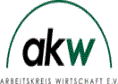 akw
ARBEITSKREIS WIRTSCHAFT E.V.